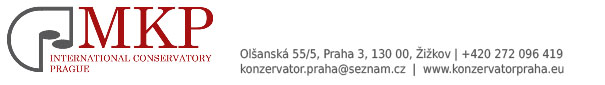 MKP
INTERNATIONAL CONSERVATORY
PRAGUE
Olšanská 55/5, Praha 3, 130 00, Žižkov | +420 272 096 419
konzervator.praha@seznam.cz | www.konzervatorpraha.eu